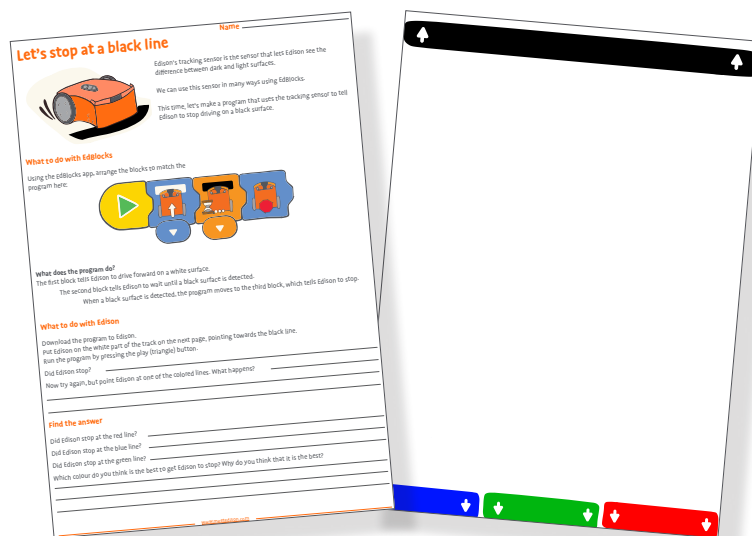 Name
Let's stop at a black line
Edison's tracking sensor is the sensor that lets Edison see the
difference between dark and light surfaces.
We can use this sensor in many ways using EdBlocks.
This time, let's make a program that uses the tracking sensor to tell
Edison to stop driving on a black surface.
What to do with EdBlocks
Using the EdBlocks app, arrange the blocks to match the
program here:
What does the program do?
The first block tells Edison to drive forward on a white surface.
The second block tells Edison to wait until a black surface is detected.
When a black surface is detected, the program moves to the third block, which tells Edison to stop.
What to do with Edison
Download the program to Edison.
Put Edison on the white part of the track on the next page, pointing towards the black line.
Run the program by pressing the play (triangle) button.
Did Edison stop?
Now try again, but point Edison at one of the colored lines. What happens?
Find the answer
Did Edison stop at the red line?
Did Edison stop at the blue line?
Did Edison stop at the green line?
Which colour do you think is the best to get Edison to stop? Why do you think that it is the best?